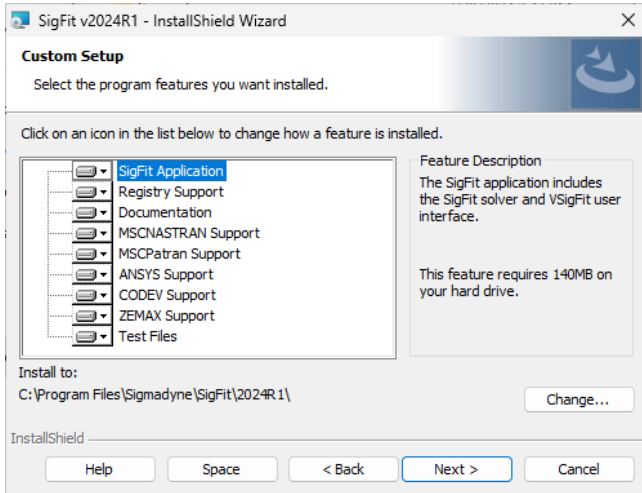 SigFit v2024R1 - InstallShield Wizard
Custom Setup
Select the program features you want installed.
Click on an icon in the list below to change how a feature is installed.
SigFit Application
Registry Support
Documentation
MSCNASTRAN Support
MSCPatran Support
ANSYS Support
CODEV Support
ZEMAX Support
Test Files
Feature Description
The SigFit application includes
the SigFit solver and VSigFit user
interface.
This feature requires 140MB on
your hard drive.
Install to:
C:\Program Files\Sigmadyne\SigFit\2024R1\
Change...
InstallShield
Help
Space
< Back
Next >
Cancel